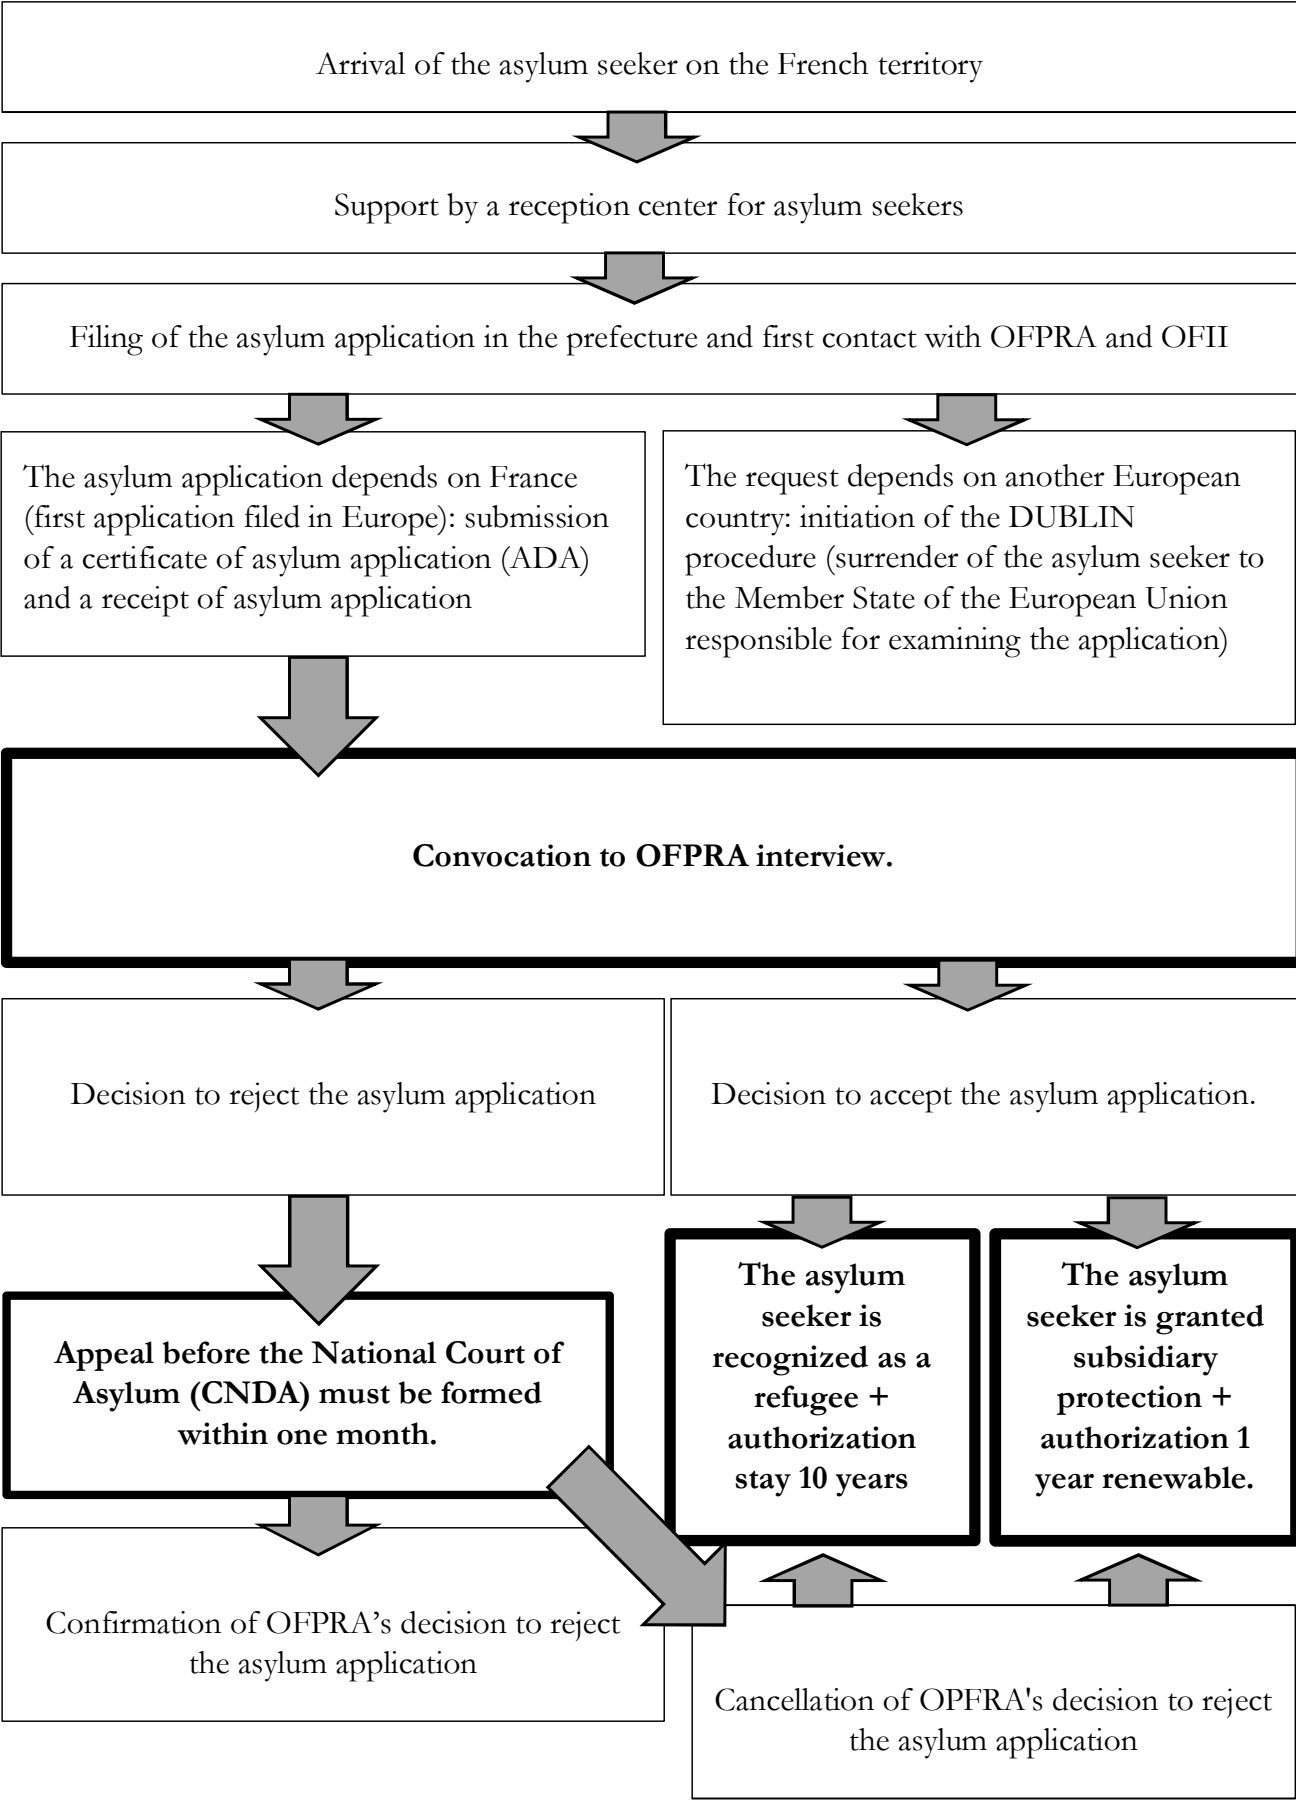 Arrival of the asylum seeker on the French territory
Support by a reception center for asylum seekers
Filing of the asylum application in the prefecture and first contact with OFPRA and OFII
The asylum application depends on France
(first application filed in Europe): submission
of a certificate of asylum application (ADA)
and a receipt of asylum application
The request depends on another European
country: initiation of the DUBLIN
procedure (surrender of the asylum seeker to
the Member State of the European Union
responsible for examining the application)
Convocation to OFPRA interview.
Decision to reject the asylum application
Decision to accept the asylum application.
Appeal before the National Court of
Asylum (CNDA) must be formed
within one month.
The asylum
seeker is
recognized as a
refugee +
authorization
stay 10 years
The asylum
seeker is granted
subsidiary
protection +
authorization 1
year renewable.
Confirmation of OFPRA’s decision to reject
the asylum application
Cancellation of OPFRA's decision to reject
the asylum application